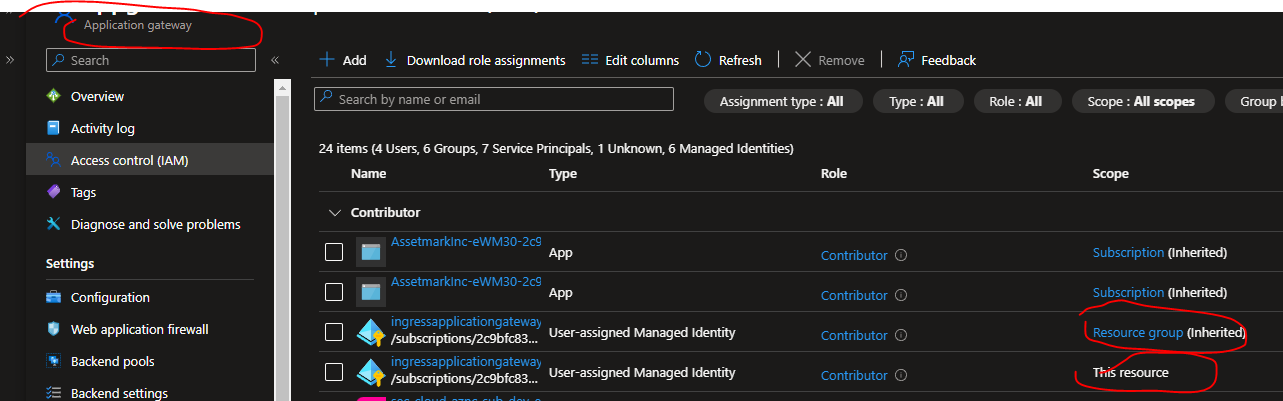 Application gateway
»
Search
«
Add
Download role assignments
Edit columns
Refresh
Remove
Feedback
Overview
Activity log
Access control (IAM)
Tags
Diagnose and solve problems
Settings
Configuration
Web application firewall
Backend pools
Backend settings
Search by name or email
Assignment type : All
Type : All
Role : All
Scope : All scopes
24 items (4 Users, 6 Groups, 7 Service Principals, 1 Unknown, 6 Managed Identities)
Name Type Role Scope
Contributor
AssetmarkInc-eWM30-2c9 App Contributor Subscription (Inherited)
AssetmarkInc-eWM30-2c9 App Contributor Subscription (Inherited)
ingressapplicationgateway
/subscriptions/2c9bfc83... User-assigned Managed Identity Contributor Resource group (Inherited)
ingressapplicationgateway
/subscriptions/2c9bfc83... User-assigned Managed Identity Contributor This resource